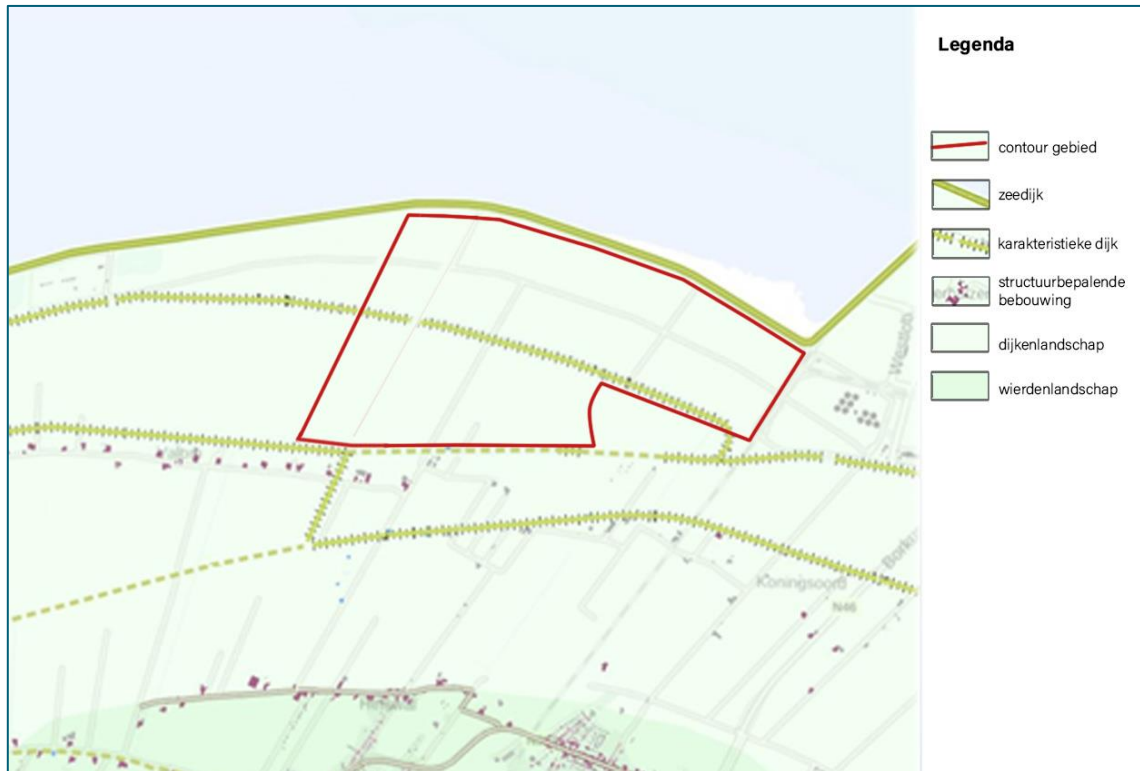 Legenda
contour gebied
zeedijk
karakteristieke dijk
structuurbepalende
bebouwing
dijkenlandschap
wierdenlandschap
Koningsoord
N46